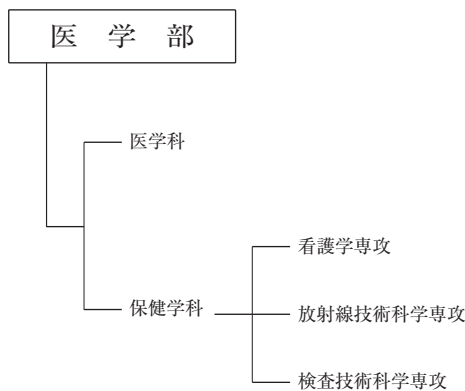 医学部
医学科
保健学科
看護学専攻
放射線技術科学専攻
検査技術科学専攻